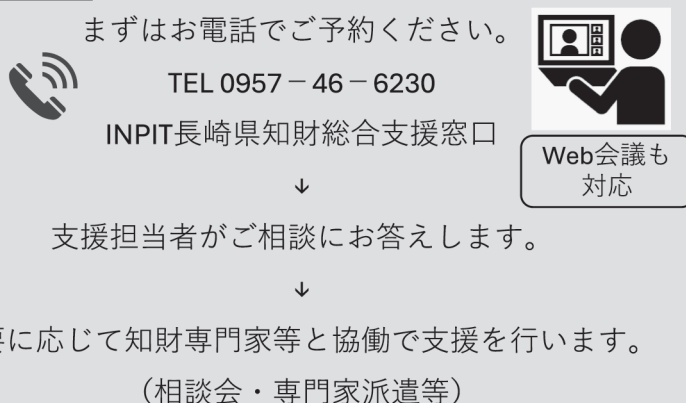 まずはお電話でご予約ください。
TEL 0957－46－6230
INPIT長崎県知財総合支援窓口
Web会議も
対応
↓
支援担当者がご相談にお答えします。
↓
に応じて知財専門家等と協働で支援を行います。
（相談会・専門家派遣等）